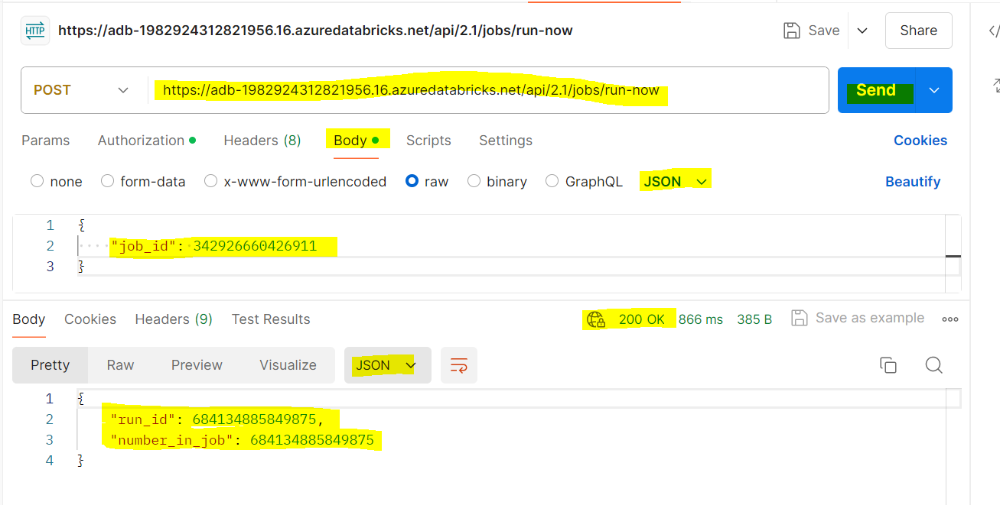 HTTP https://adb-1982924312821956.16.azuredatabricks.net/api/2.1/jobs/run-now Save Share
POST https://adb-1982924312821956.16.azuredatabricks.net/api/2.1/jobs/run-now Send
Params Authorization Headers (8) Body Scripts Settings Cookies
none form-data x-www-form-urlencoded raw binary GraphQL JSON Beautify
1 {
2 "job_id": 342926660426911
3 }
Body Cookies Headers (9) Test Results 200 OK 866 ms 385 B Save as example
Pretty Raw Preview Visualize JSON
1 {
2 "run_id": 684134885849875,
3 "number_in_job": 684134885849875
4 }